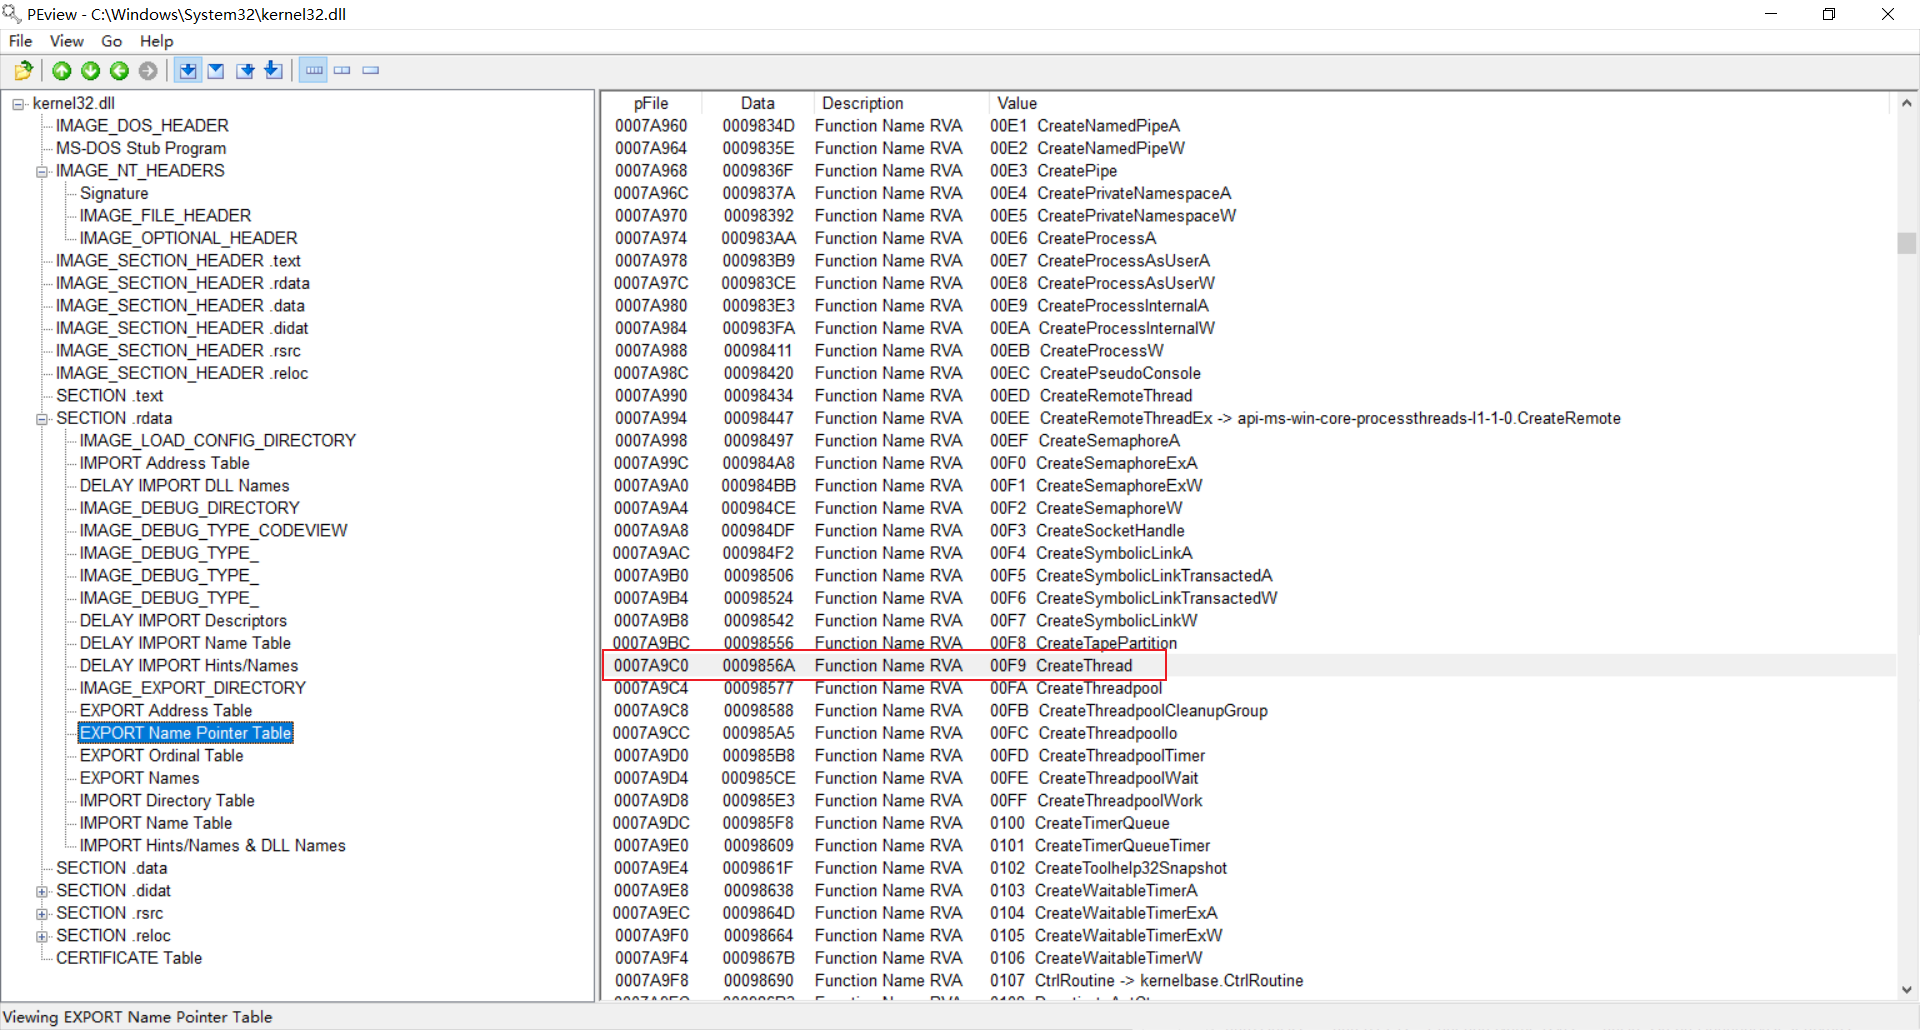 PEview - C:\Windows\System32\kernel32.dll
File View Go Help
kernel32.dll
IMAGE_DOS_HEADER
MS-DOS Stub Program
IMAGE_NT_HEADERS
Signature
IMAGE_FILE_HEADER
IMAGE_OPTIONAL_HEADER
IMAGE_SECTION_HEADER .text
IMAGE_SECTION_HEADER .rdata
IMAGE_SECTION_HEADER .data
IMAGE_SECTION_HEADER .didat
IMAGE_SECTION_HEADER .rsrc
IMAGE_SECTION_HEADER .reloc
SECTION .text
SECTION .rdata
IMAGE_LOAD_CONFIG_DIRECTORY
IMPORT Address Table
DELAY IMPORT DLL Names
IMAGE_DEBUG_DIRECTORY
IMAGE_DEBUG_TYPE_CODEVIEW
IMAGE_DEBUG_TYPE_
IMAGE_DEBUG_TYPE_
IMAGE_DEBUG_TYPE_
DELAY IMPORT Descriptors
DELAY IMPORT Name Table
DELAY IMPORT Hints/Names
IMAGE_EXPORT_DIRECTORY
EXPORT Address Table
EXPORT Name Pointer Table
EXPORT Ordinal Table
EXPORT Names
IMPORT Directory Table
IMPORT Name Table
IMPORT Hints/Names & DLL Names
SECTION .data
SECTION .didat
SECTION .rsrc
SECTION .reloc
CERTIFICATE Table
pFile Data Description Value
0007A960 0009834D Function Name RVA 00E1 CreateNamedPipeA
0007A964 0009835E Function Name RVA 00E2 CreateNamedPipeW
0007A968 0009836F Function Name RVA 00E3 CreatePipe
0007A96C 0009837A Function Name RVA 00E4 CreatePrivateNamespaceA
0007A970 00098392 Function Name RVA 00E5 CreatePrivateNamespaceW
0007A974 000983AA Function Name RVA 00E6 CreateProcessA
0007A978 000983B9 Function Name RVA 00E7 CreateProcessAsUserA
0007A97C 000983CE Function Name RVA 00E8 CreateProcessAsUserW
0007A980 000983E3 Function Name RVA 00E9 CreateProcessInternalA
0007A984 000983FA Function Name RVA 00EA CreateProcessInternalW
0007A988 00098411 Function Name RVA 00EB CreateProcessW
0007A98C 00098420 Function Name RVA 00EC CreatePseudoConsole
0007A990 00098434 Function Name RVA 00ED CreateRemoteThread
0007A994 00098447 Function Name RVA 00EE CreateRemoteThreadEx -> api-ms-win-core-processthreads-l1-1-0.CreateRemote
0007A998 00098497 Function Name RVA 00EF CreateSemaphoreA
0007A99C 000984A8 Function Name RVA 00F0 CreateSemaphoreExA
0007A9A0 000984BB Function Name RVA 00F1 CreateSemaphoreExW
0007A9A4 000984CE Function Name RVA 00F2 CreateSemaphoreW
0007A9A8 000984DF Function Name RVA 00F3 CreateSocketHandle
0007A9AC 000984F2 Function Name RVA 00F4 CreateSymbolicLinkA
0007A9B0 00098506 Function Name RVA 00F5 CreateSymbolicLinkTransactedA
0007A9B4 00098524 Function Name RVA 00F6 CreateSymbolicLinkTransactedW
0007A9B8 00098542 Function Name RVA 00F7 CreateSymbolicLinkW
0007A9BC 00098556 Function Name RVA 00F8 CreateTapePartition
0007A9C0 0009856A Function Name RVA 00F9 CreateThread
0007A9C4 00098577 Function Name RVA 00FA CreateThreadpool
0007A9C8 00098588 Function Name RVA 00FB CreateThreadpoolCleanupGroup
0007A9CC 000985A5 Function Name RVA 00FC CreateThreadpoolIo
0007A9D0 000985B8 Function Name RVA 00FD CreateThreadpoolTimer
0007A9D4 000985CE Function Name RVA 00FE CreateThreadpoolWait
0007A9D8 000985E3 Function Name RVA 00FF CreateThreadpoolWork
0007A9DC 000985F8 Function Name RVA 0100 CreateTimerQueue
0007A9E0 00098609 Function Name RVA 0101 CreateTimerQueueTimer
0007A9E4 0009861F Function Name RVA 0102 CreateToolhelp32Snapshot
0007A9E8 00098638 Function Name RVA 0103 CreateWaitableTimerA
0007A9EC 0009864D Function Name RVA 0104 CreateWaitableTimerExA
0007A9F0 00098664 Function Name RVA 0105 CreateWaitableTimerExW
0007A9F4 0009867B Function Name RVA 0106 CreateWaitableTimerW
0007A9F8 00098690 Function Name RVA 0107 CtrlRoutine -> kernelbase.CtrlRoutine
Viewing EXPORT Name Pointer Table